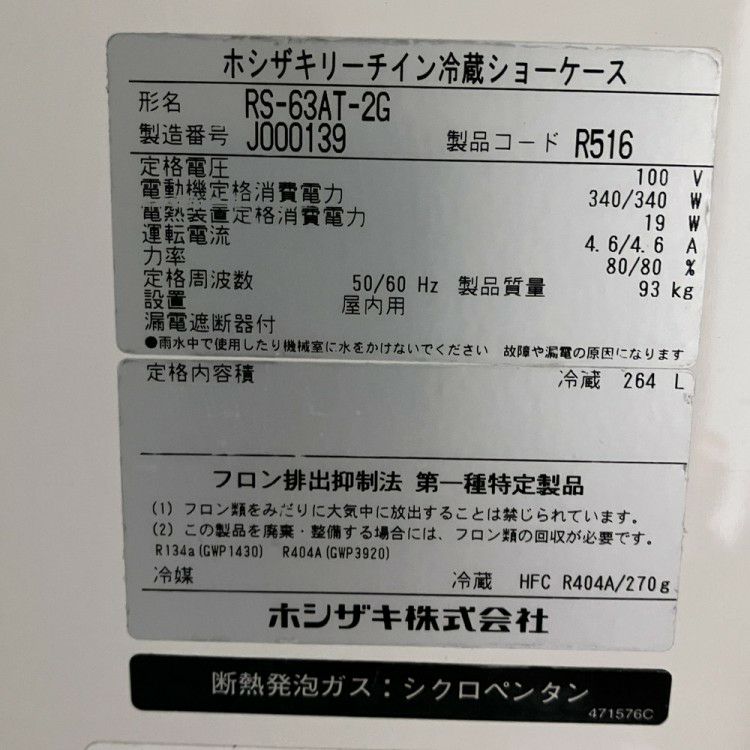 ホシザキリーチイン冷蔵ショーケース
形名 RS-63AT-2G
製造番号 J000139 製品コード R516
定格電圧 100 V
電動機定格消費電力 340/340 W
電熱装置定格消費電力 19 W
運転電流 4.6/4.6 A
力率 80/80 %
定格周波数 50/60 Hz 製品質量 93 kg
設置 屋内用
漏電遮断器付
●雨水中で使用したり機械室に水をかけないでください 故障や漏電の原因になります
定格内容積 冷蔵 264 L
フロン排出抑制法 第一種特定製品
(1) フロン類をみだりに大気中に放出することは禁じられています。
(2) この製品を廃棄・整備する場合には、フロン類の回収が必要です。
R134a(GWP1430) R404A(GWP3920)
冷媒 冷蔵 HFC R404A/270g
ホシザキ株式会社
断熱発泡ガス：シクロペンタン
471576C